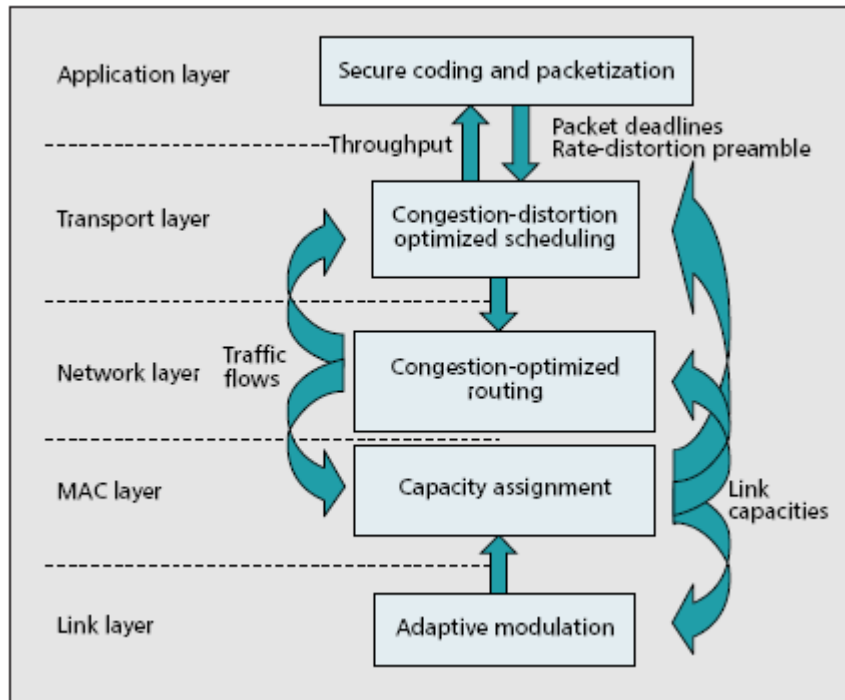 Application layer
Secure coding and packetization
Throughput
Packet deadlines
Rate-distortion preamble
Transport layer
Congestion-distortion
optimized scheduling
Traffic
flows
Network layer
Congestion-optimized
routing
MAC layer
Capacity assignment
Link
capacities
Link layer
Adaptive modulation